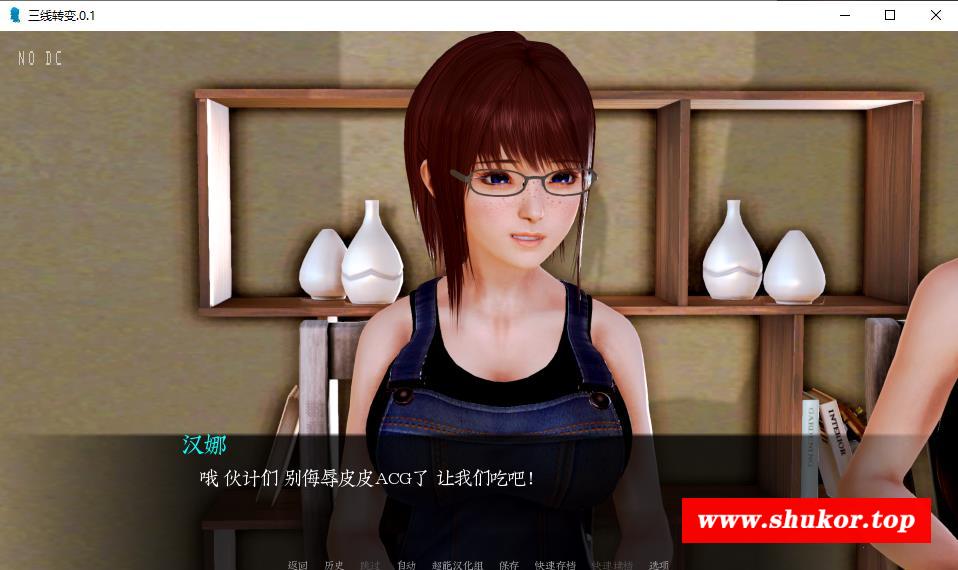 三线转变.0.1
NO DC
GARDENING
INTERIOR
汉娜
哦 伙计们 别侮辱皮皮ACG了 让我们吃吧！
www.shukor.top
返回 历史 跳过 自动 超能汉化组 保存 快速存档 快速读档 选项